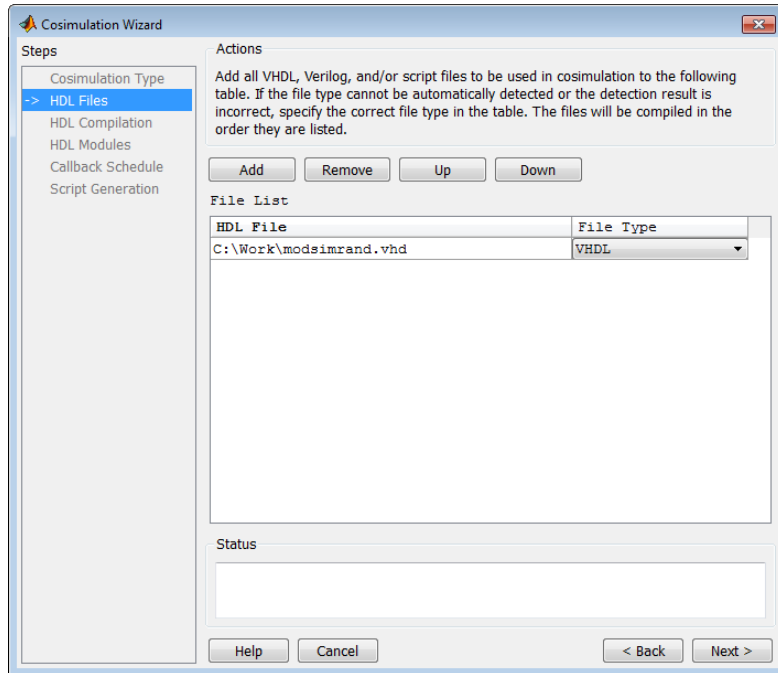 Cosimulation Wizard
Steps
Cosimulation Type
-> HDL Files
HDL Compilation
HDL Modules
Callback Schedule
Script Generation
Actions
Add all VHDL, Verilog, and/or script files to be used in cosimulation to the following
table. If the file type cannot be automatically detected or the detection result is
incorrect, specify the correct file type in the table. The files will be compiled in the
order they are listed.
Add Remove Up Down
File List
HDL File File Type
C:\Work\modsimrand.vhd VHDL
Status
Help Cancel < Back Next >